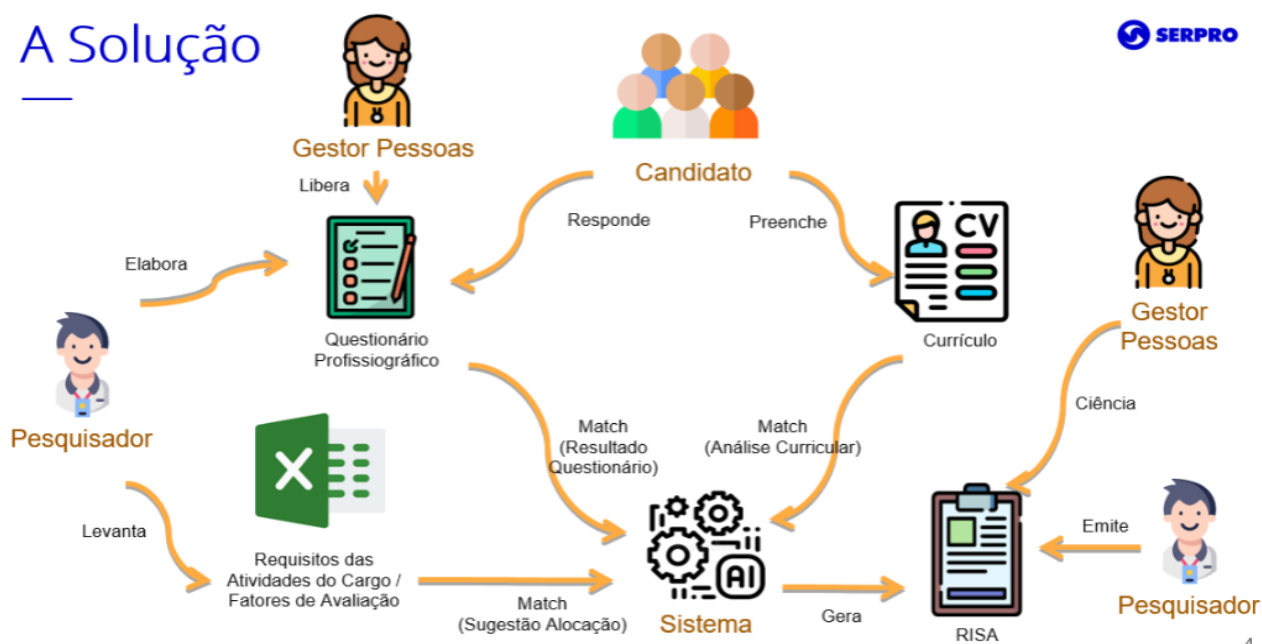 A Solução
SERPRO
Gestor Pessoas
Libera
Candidato
Responde
Preenche
CV
Elabora
Questionário
Profissiográfico
Currículo
Gestor
Pessoas
Pesquisador
Match
(Resultado
Questionário)
Match
(Análise Curricular)
Ciência
X
Levanta
Requisitos das
Atividades do Cargo /
Fatores de Avaliação
Match
(Sugestão Alocação)
AI
Sistema
Gera
Emite
Pesquisador
RISA